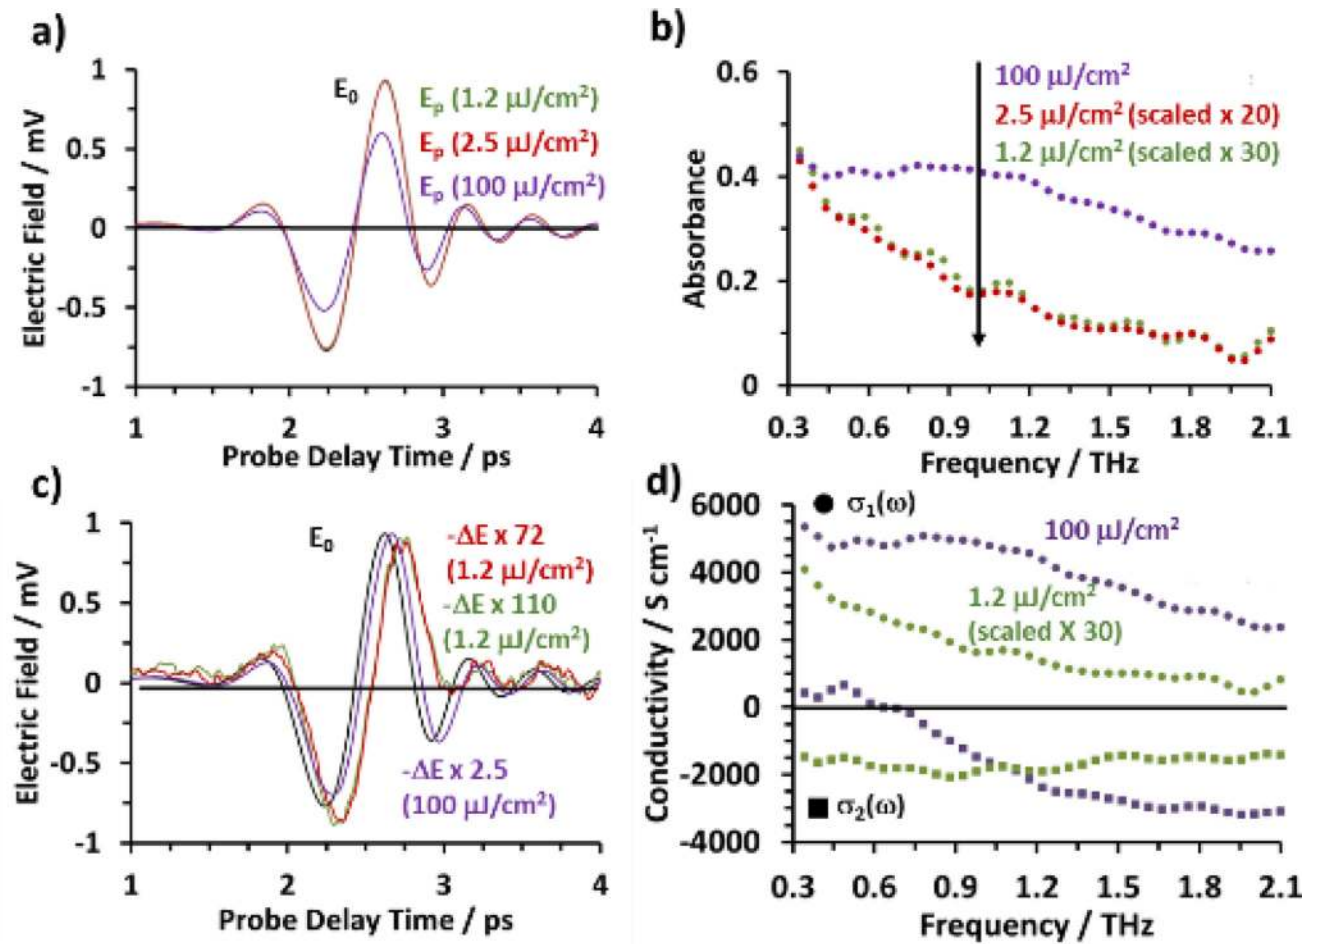 a)
1
0.5
0
-0.5
-1
Electric Field / mV
E₀
Eₚ (1.2 µJ/cm²)
Eₚ (2.5 µJ/cm²)
Eₚ (100 µJ/cm²)
1 2 3 4
Probe Delay Time / ps
b)
0.6
0.4
0.2
0
Absorbance
100 µJ/cm²
2.5 µJ/cm² (scaled x 20)
1.2 µJ/cm² (scaled x 30)
0.3 0.6 0.9 1.2 1.5 1.8 2.1
Frequency / THz
c)
1
0.5
0
-0.5
-1
Electric Field / mV
E₀
-ΔE x 72
(1.2 µJ/cm²)
-ΔE x 110
(1.2 µJ/cm²)
-ΔE x 2.5
(100 µJ/cm²)
1 2 3 4
Probe Delay Time / ps
d)
6000
4000
2000
0
-2000
-4000
Conductivity / S cm⁻¹
σ₁(ω)
100 µJ/cm²
1.2 µJ/cm²
(scaled X 30)
σ₂(ω)
0.3 0.6 0.9 1.2 1.5 1.8 2.1
Frequency / THz